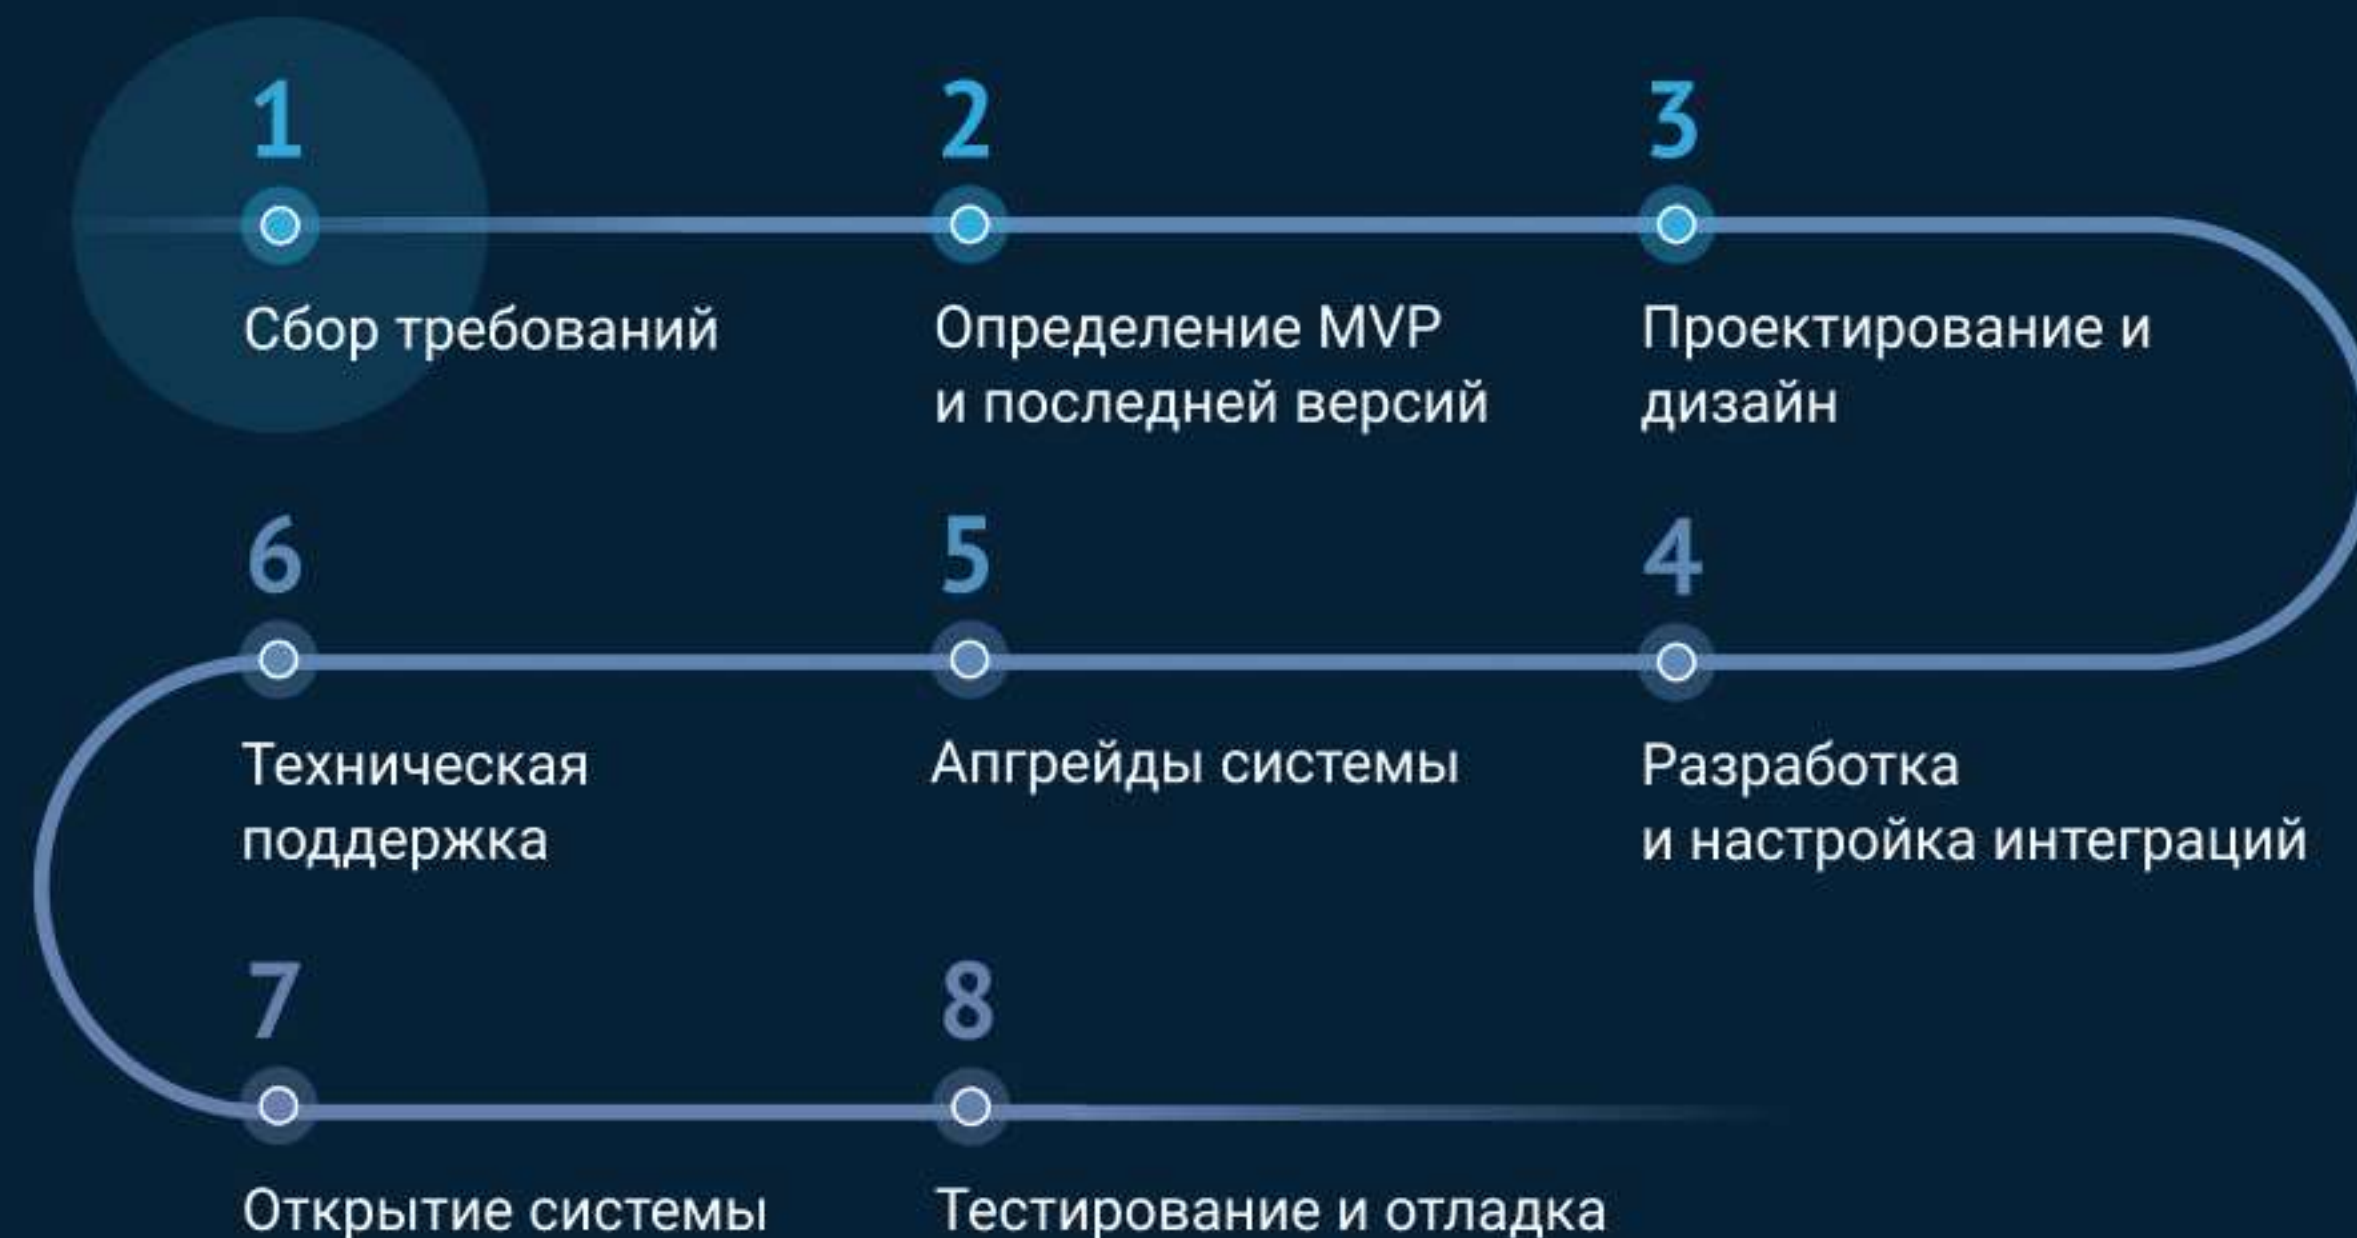 1
2
3
Сбор требований
Определение MVP
и последней версий
Проектирование и
дизайн
6
5
4
Техническая
поддержка
Апгрейды системы
Разработка
и настройка интеграций
7
8
Открытие системы
Тестирование и отладка